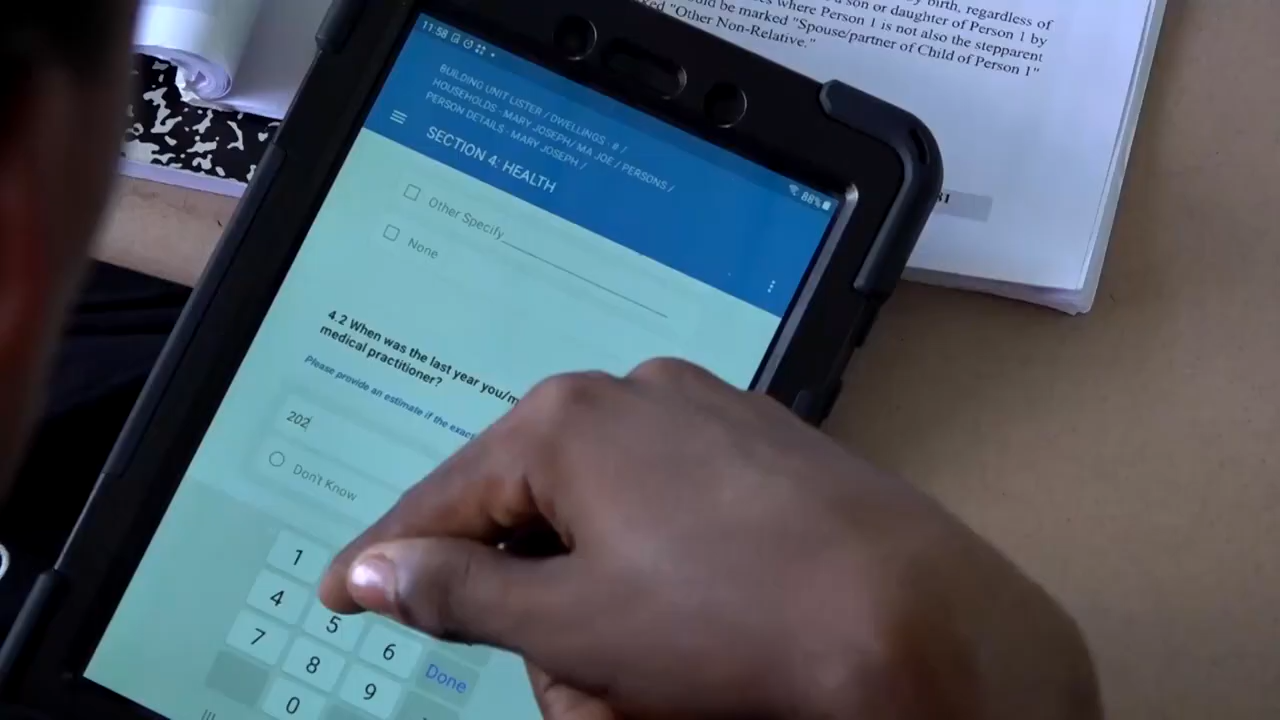 birth, regardless of
son or daughter of Person 1 by
where Person 1 is not also the stepparent
be marked "Spouse/partner of Child of Person 1"
"Other Non-Relative."
11:58
88%
BUILDING UNIT LISTER / DWELLINGS : # /
HOUSEHOLDS : MARY JOSEPH/ MA JOE / PERSONS /
PERSON DETAILS : MARY JOSEPH /
SECTION 4: HEALTH
Other Specify
None
4.2 When was the last year you/
medical practitioner?
Please provide an estimate if the exact
202
Don't Know
1
4
5
6
Done
7
8
9
0